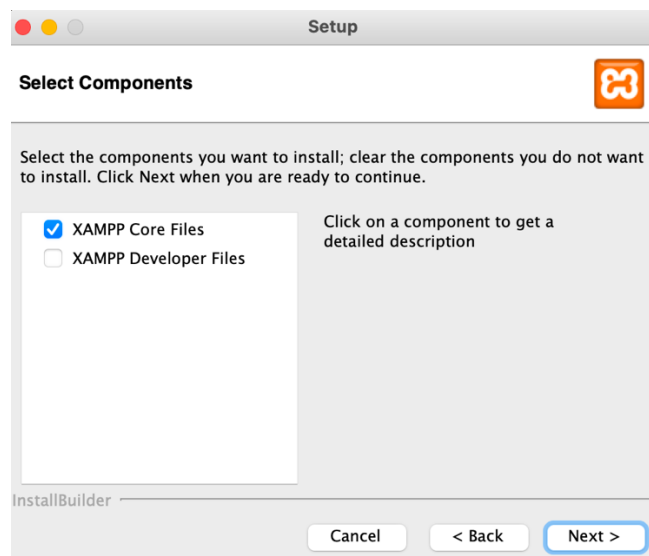 Setup
Select Components
Select the components you want to install; clear the components you do not want
to install. Click Next when you are ready to continue.
XAMPP Core Files
XAMPP Developer Files
Click on a component to get a
detailed description
InstallBuilder
Cancel
< Back
Next >